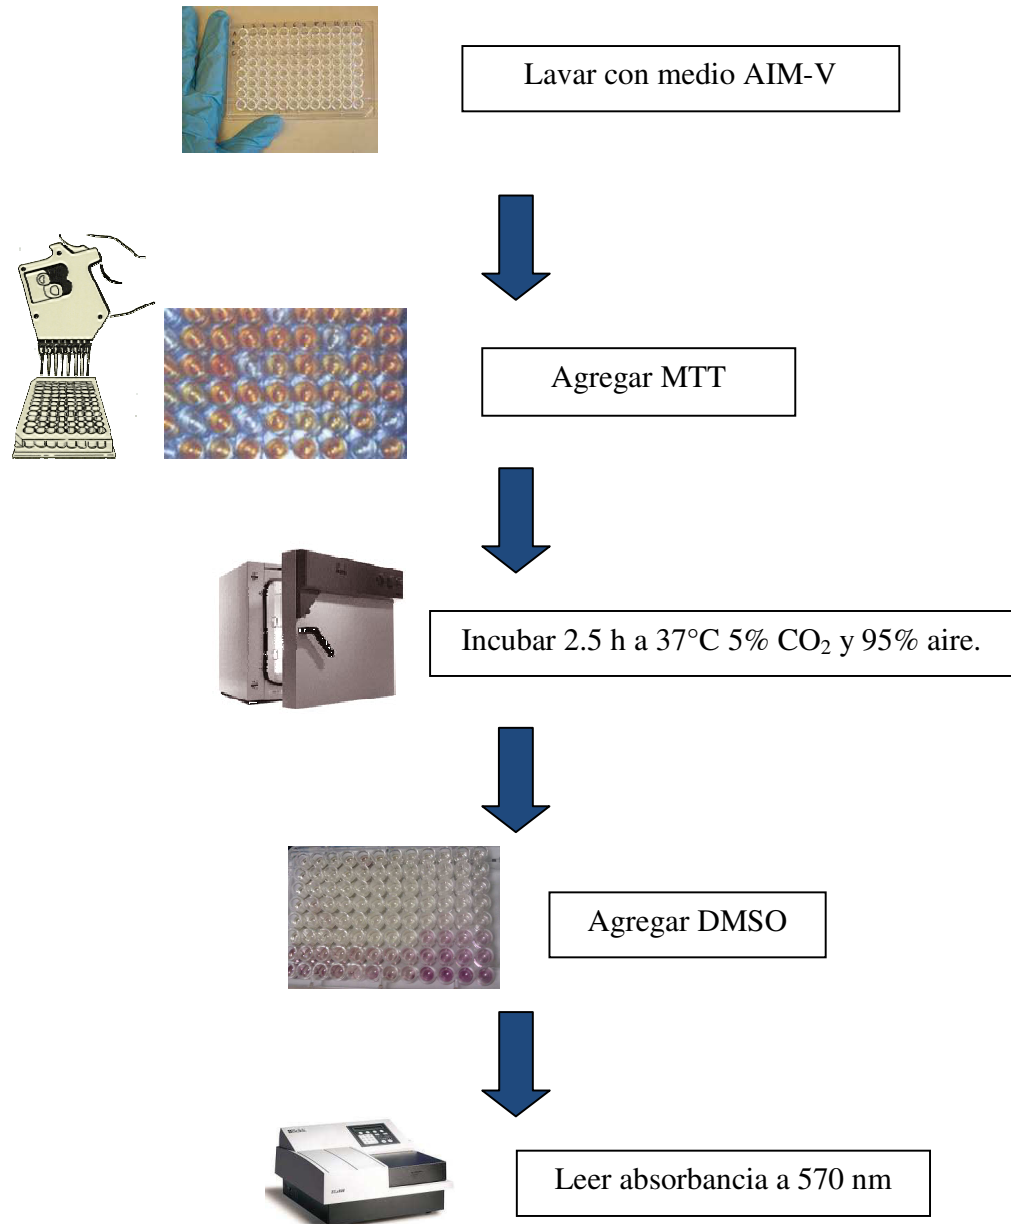 Lavar con medio AIM-V
Agregar MTT
Incubar 2.5 h a 37°C 5% CO₂ y 95% aire.
Agregar DMSO
Leer absorbancia a 570 nm